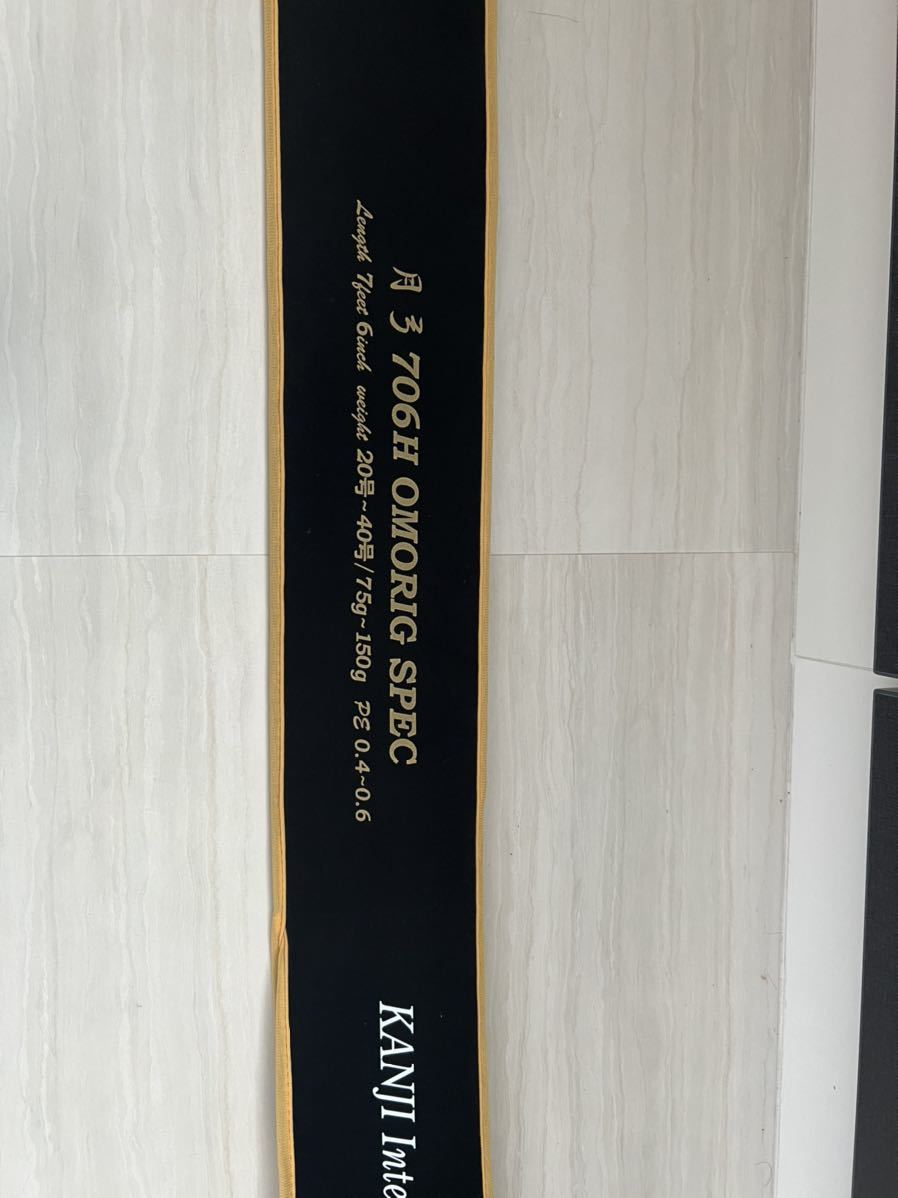 月子 706H OMORIG SPEC
Length 7feet 6inch weight 20号~40号/75g~150g PE 0.4~0.6
KANJI Inte